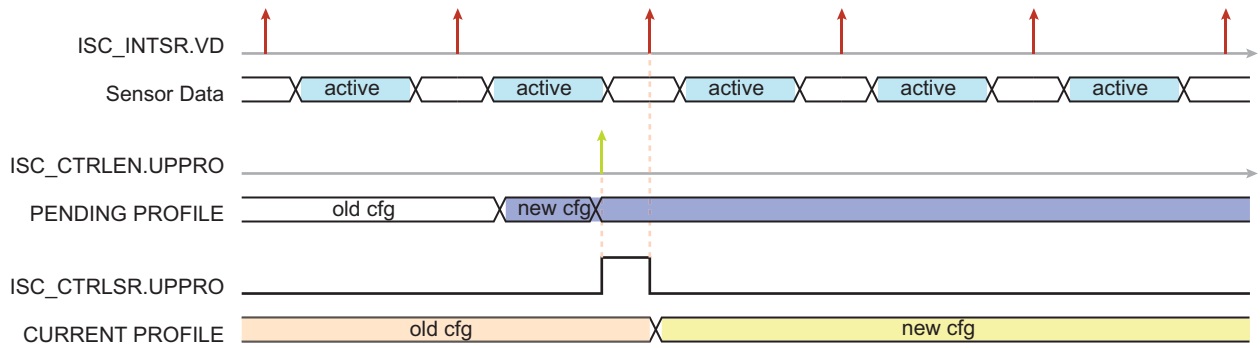 ISC_INTSR.VD
Sensor Data
active active active active active
ISC_CTRLEN.UPPRO
PENDING PROFILE
old cfg new cfg
ISC_CTRLSR.UPPRO
CURRENT PROFILE
old cfg new cfg